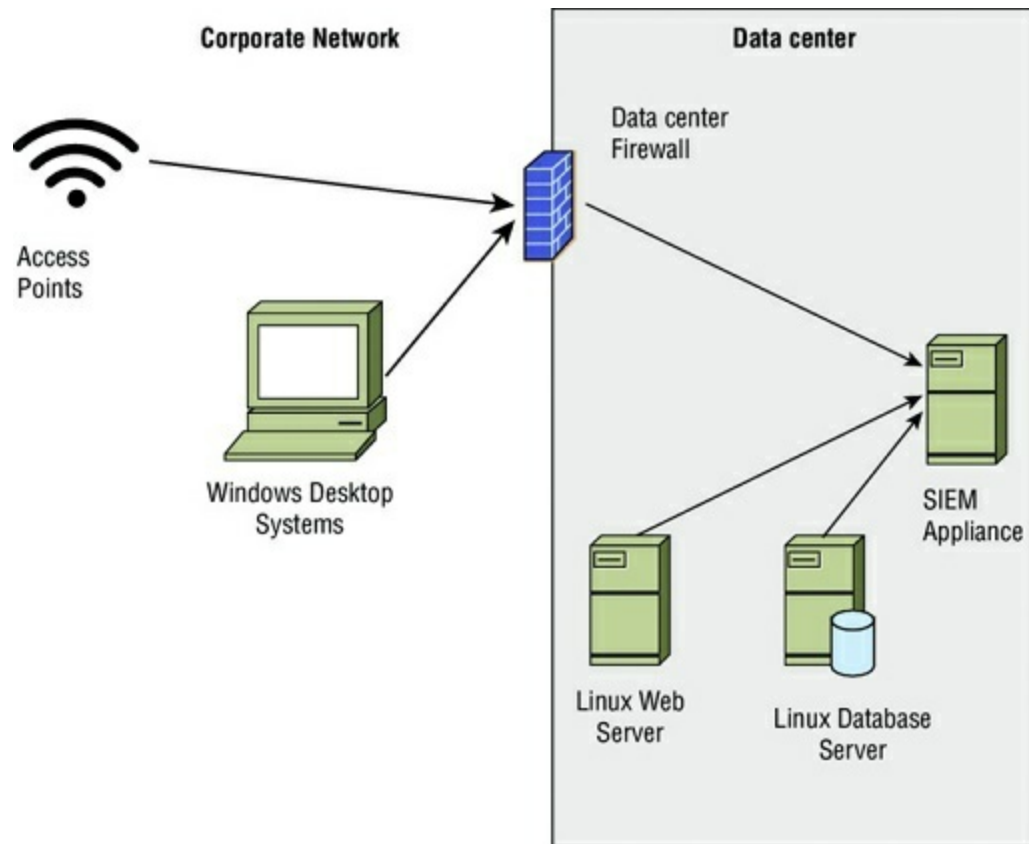 Corporate Network
Data center
Data center
Firewall
Access
Points
Windows Desktop
Systems
SIEM
Appliance
Linux Web
Server
Linux Database
Server